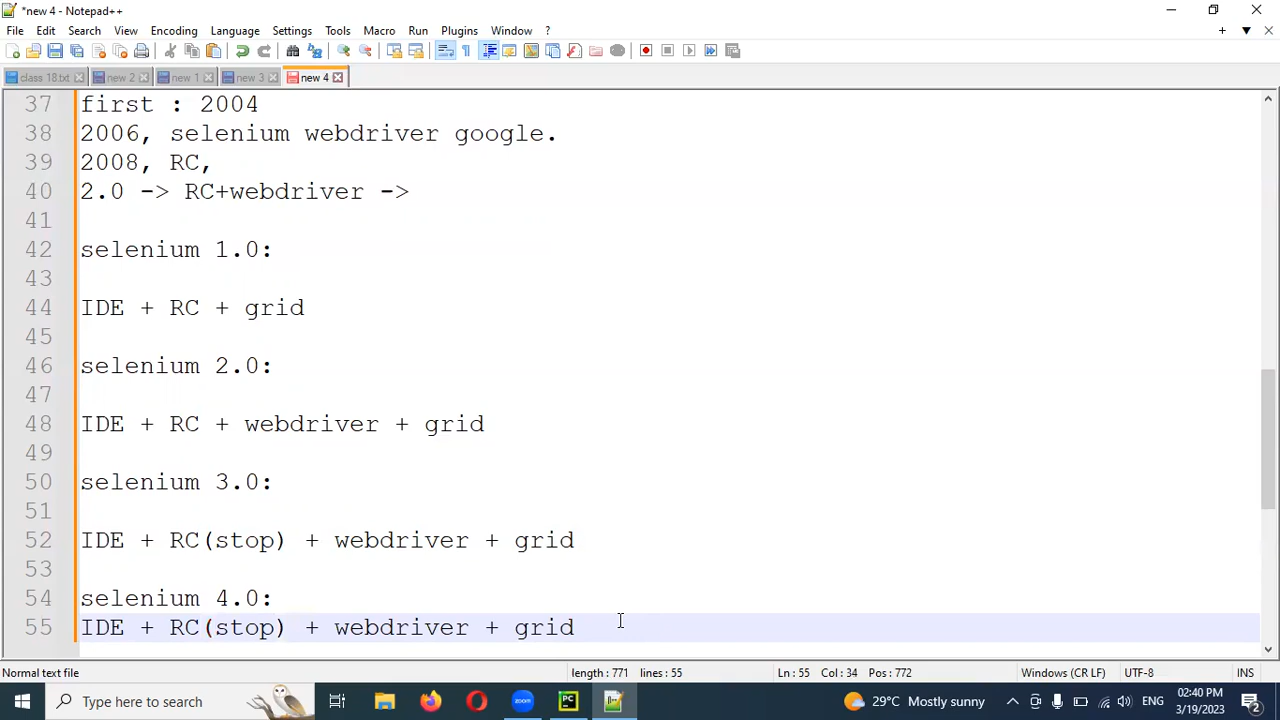 *new 4 - Notepad++
File Edit Search View Encoding Language Settings Tools Macro Run Plugins Window ?
class 18.txt new 2 new 1 new 3 new 4
37 first : 2004
38 2006, selenium webdriver google.
39 2008, RC,
40 2.0 -> RC+webdriver ->
41
42 selenium 1.0:
43
44 IDE + RC + grid
45
46 selenium 2.0:
47
48 IDE + RC + webdriver + grid
49
50 selenium 3.0:
51
52 IDE + RC(stop) + webdriver + grid
53
54 selenium 4.0:
55 IDE + RC(stop) + webdriver + grid
Normal text file length : 771 lines : 55 Ln : 55 Col : 34 Pos : 772 Windows (CR LF) UTF-8 INS
Type here to search zoom PC 29°C Mostly sunny ENG 02:40 PM
3/19/2023 2